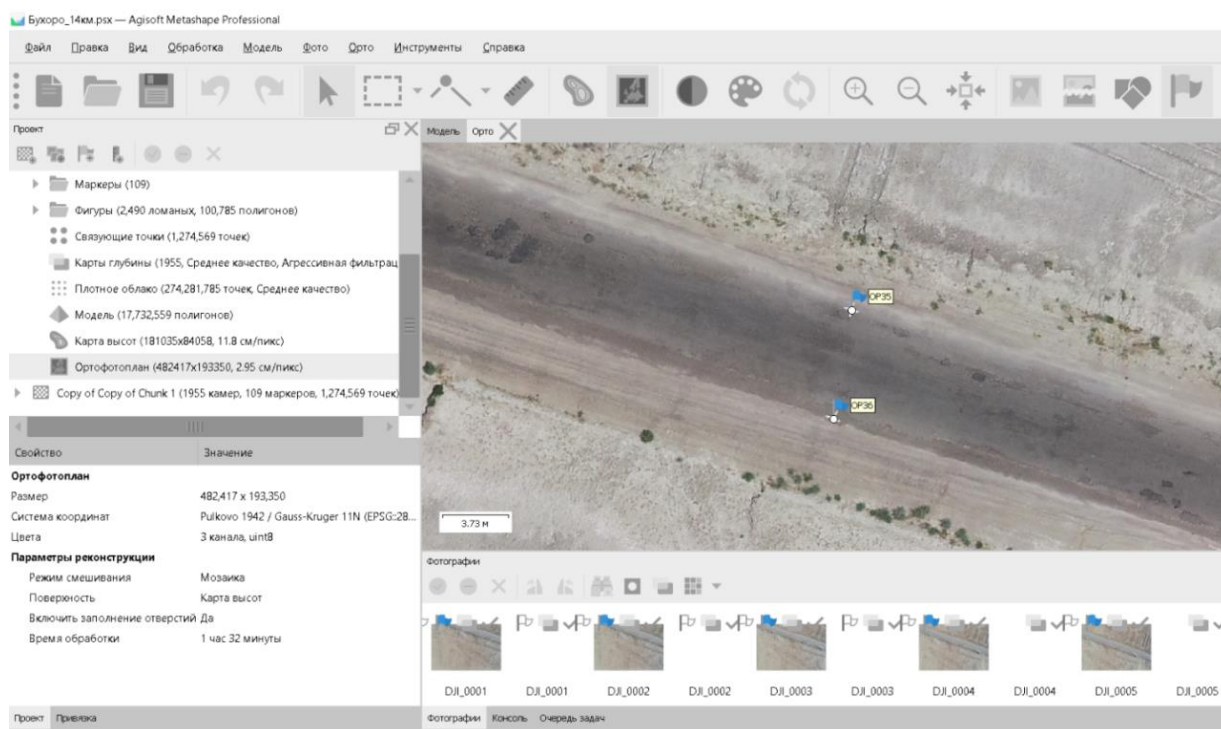 Бухоро_14км.psx — Agisoft Metashape Professional
Файл Правка Вид Обработка Модель Фото Орто Инструменты Справка
Проект
Маркеры (109)
Фигуры (2,490 ломаных, 100,785 полигонов)
Связующие точки (1,274,569 точек)
Карты глубины (1955, Среднее качество, Агрессивная фильтрац
Плотное облако (274,281,785 точек, Среднее качество)
Модель (17,732,559 полигонов)
Карта высот (181035x84058, 11.8 см/пикс)
Ортофотоплан (482417x193350, 2.95 см/пикс)
Copy of Copy of Chunk 1 (1955 камер, 109 маркеров, 1,274,569 точек)
Свойство Значение
Ортофотоплан
Размер 482,417 x 193,350
Система координат Pulkovo 1942 / Gauss-Kruger 11N (EPSG::28...
Цвета 3 канала, uint8
Параметры реконструкции
Режим смешивания Мозаика
Поверхность Карта высот
Включить заполнение отверстий Да
Время обработки 1 час 32 минуты
Проект Привязка
Модель Орто
OP35
OP36
3.73 м
Фотографии
DJI_0001 DJI_0001 DJI_0002 DJI_0002 DJI_0003 DJI_0003 DJI_0004 DJI_0004 DJI_0005 DJI_0005
Фотографии Консоль Очередь задач